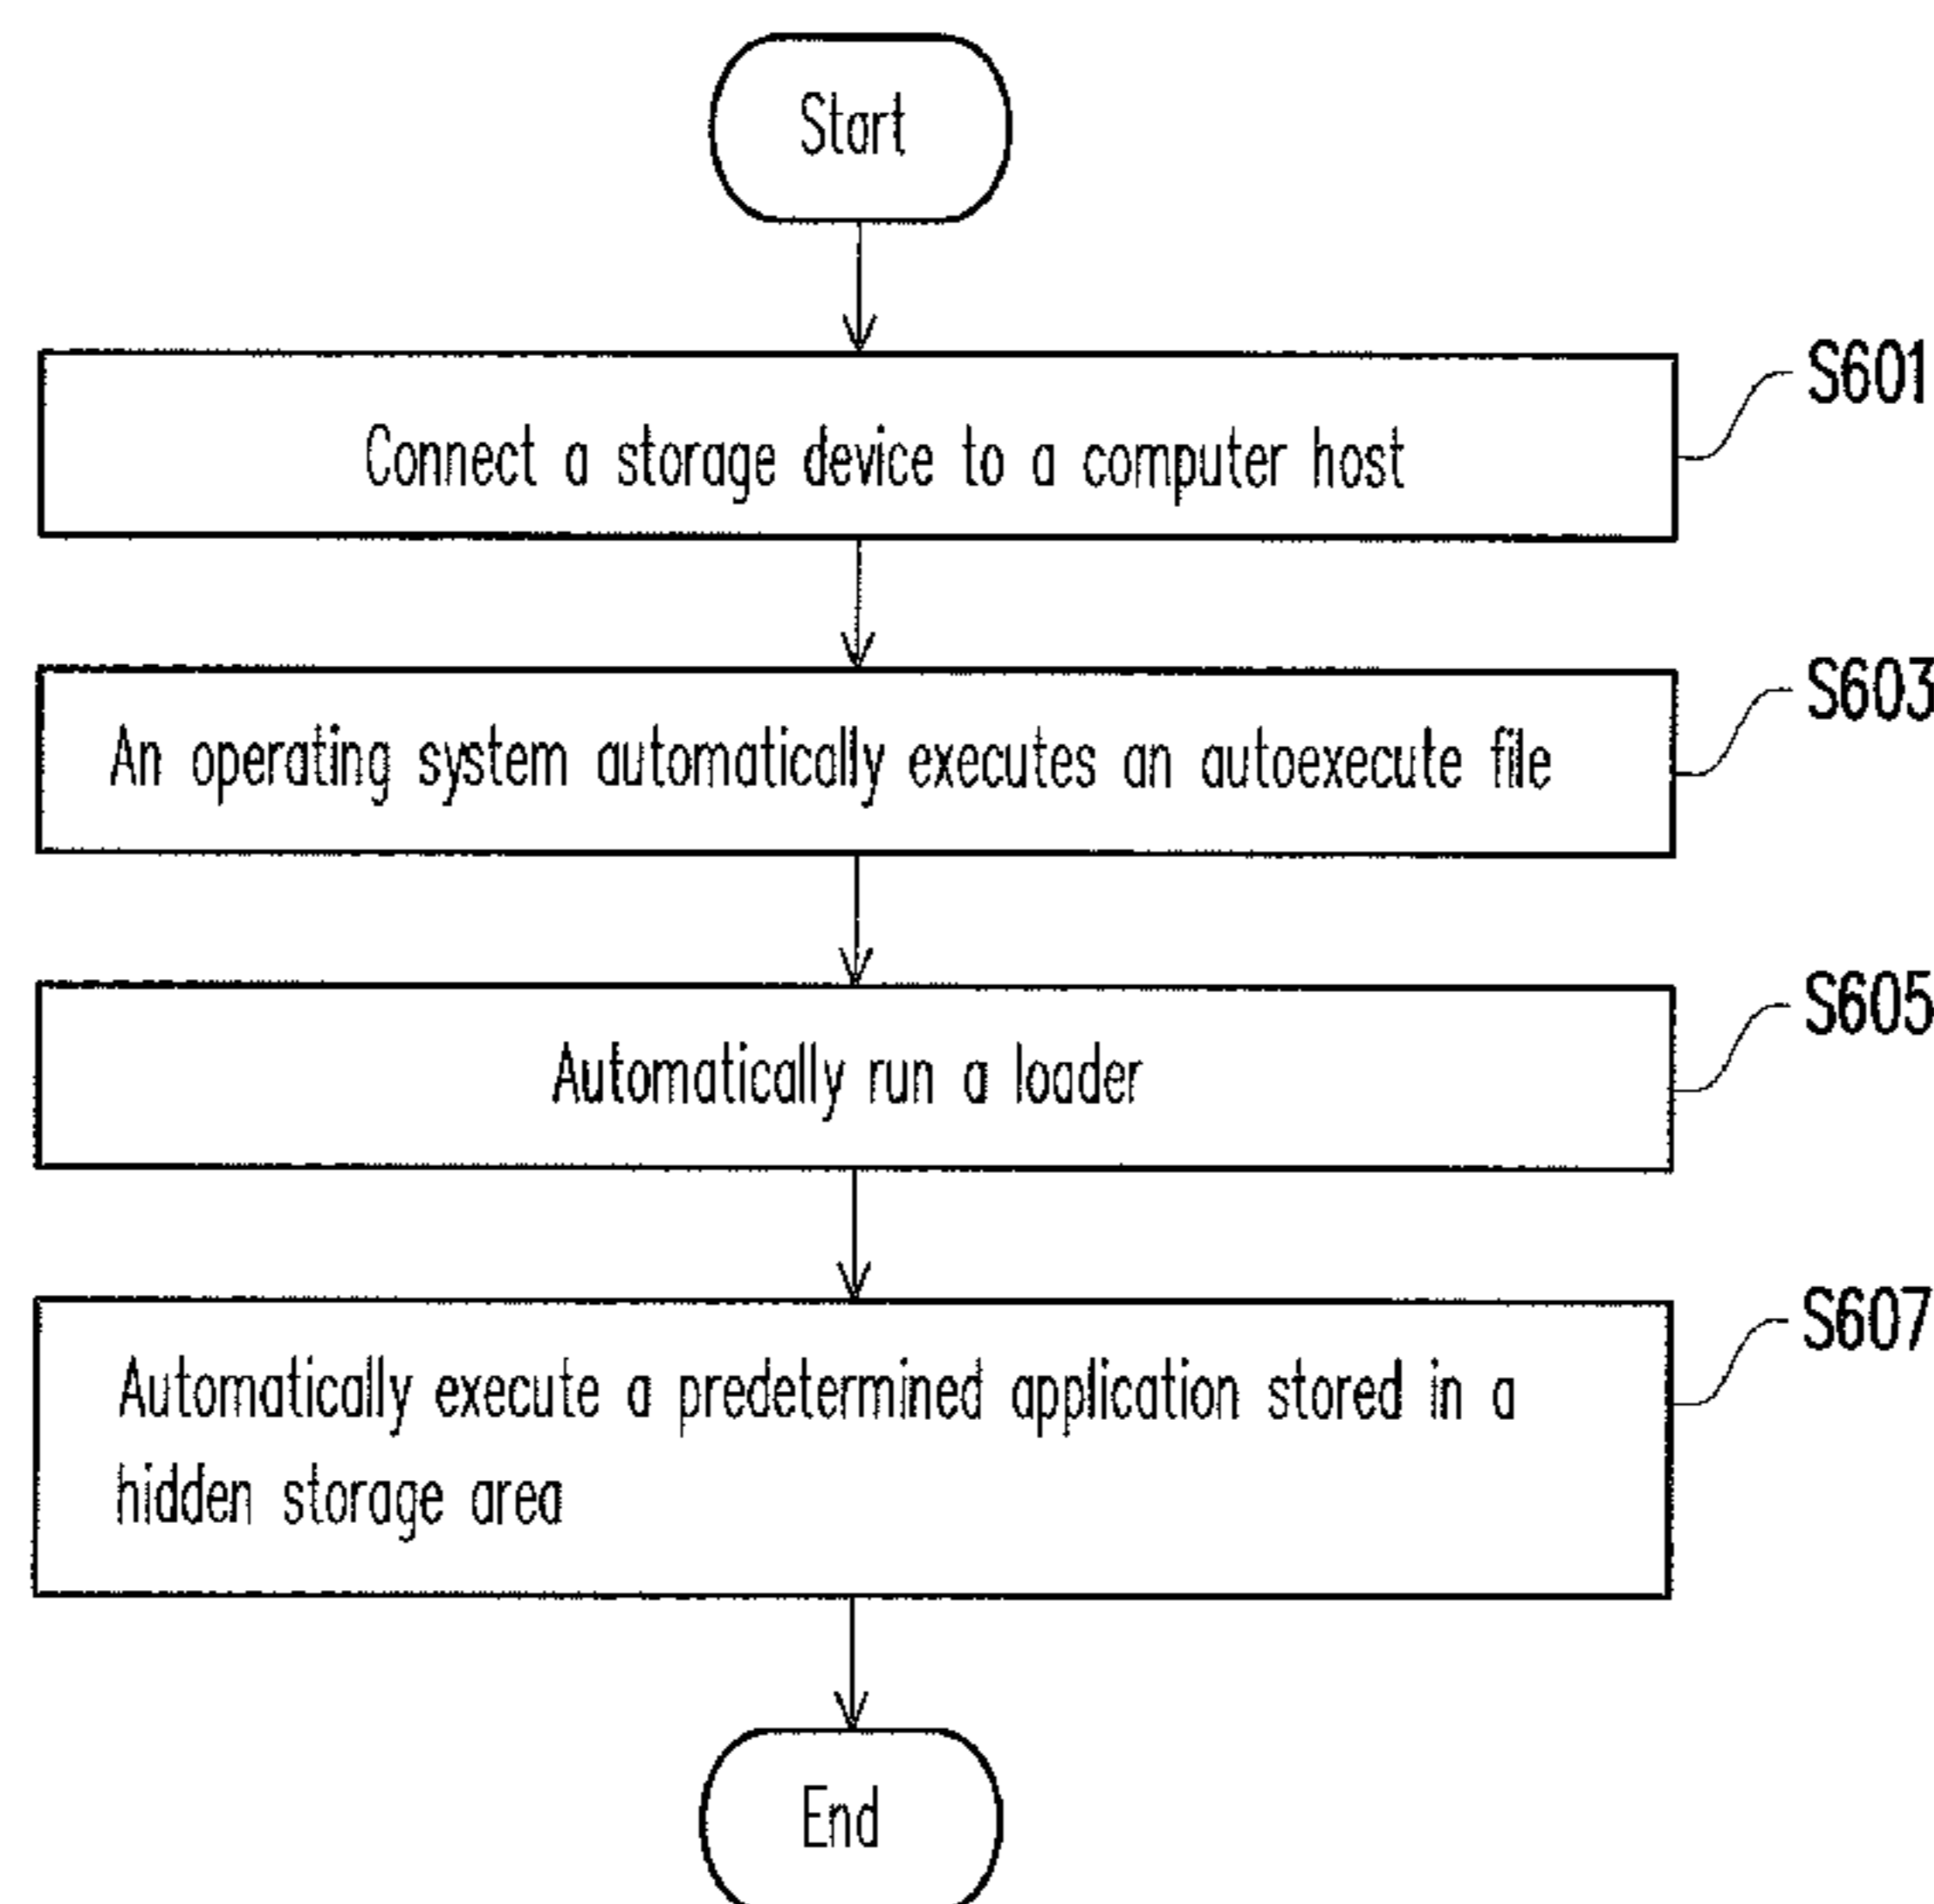 Start
S601
Connect a storage device to a computer host
S603
An operating system automatically executes an autoexecute file
S605
Automatically run a loader
S607
Automatically execute a predetermined application stored in a
hidden storage area
End